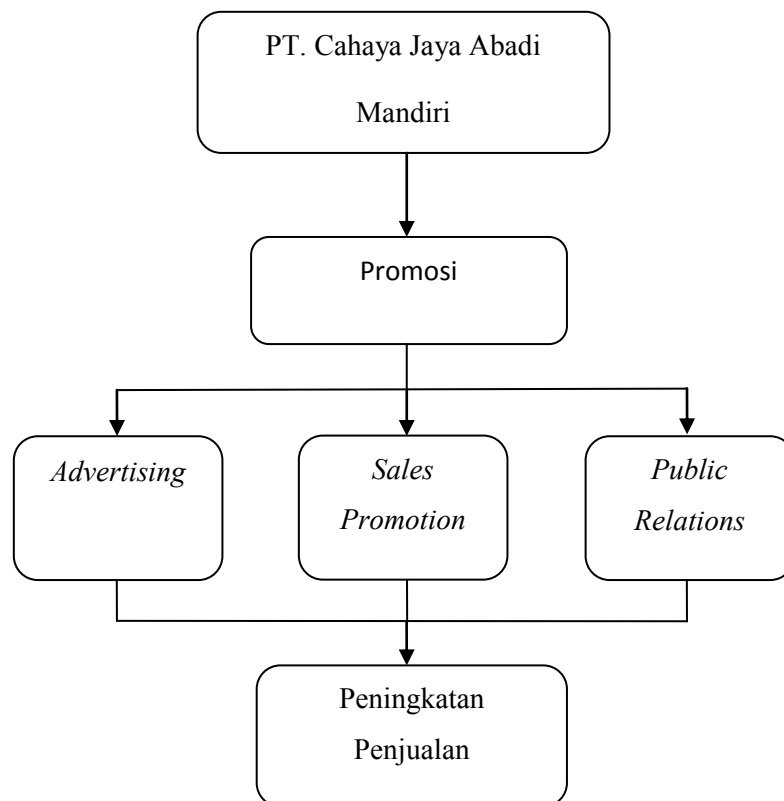 PT. Cahaya Jaya Abadi
Mandiri
Promosi
Advertising
Sales
Promotion
Public
Relations
Peningkatan
Penjualan